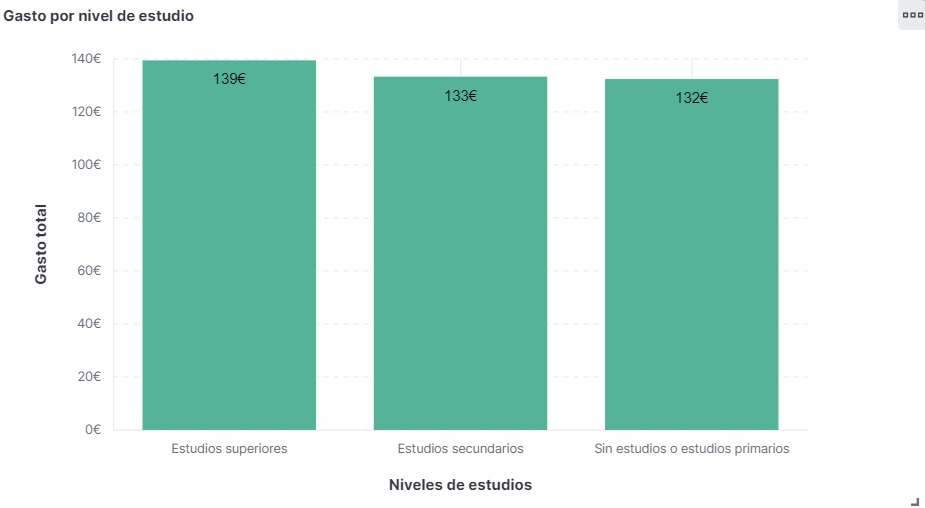 Gasto por nivel de estudio
140€
120€
100€
80€
60€
40€
20€
0€
Gasto total
139€
133€
132€
Estudios superiores
Estudios secundarios
Sin estudios o estudios primarios
Niveles de estudios